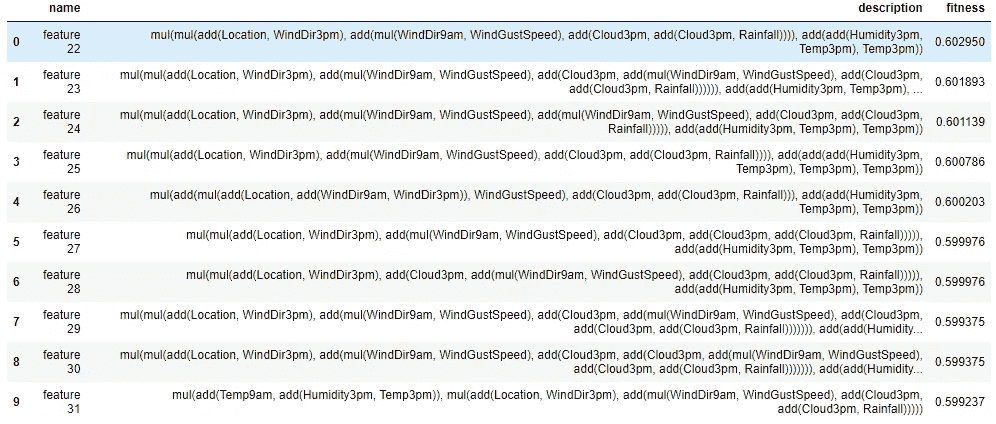 name description fitness
0 feature 22 mul(mul(add(Location, WindDir3pm), add(mul(WindDir9am, WindGustSpeed), add(Cloud3pm, add(Cloud3pm, Rainfall)))), add(add(Humidity3pm,
Temp3pm), Temp3pm)) 0.602950
1 feature 23 mul(mul(add(Location, WindDir3pm), add(mul(WindDir9am, WindGustSpeed), add(Cloud3pm, add(mul(WindDir9am, WindGustSpeed), add(Cloud3pm,
add(Cloud3pm, Rainfall)))))), add(add(Humidity3pm, Temp3pm), ... 0.601893
2 feature 24 mul(mul(add(Location, WindDir3pm), add(mul(WindDir9am, WindGustSpeed), add(mul(WindDir9am, WindGustSpeed), add(Cloud3pm, add(Cloud3pm,
Rainfall))))), add(add(Humidity3pm, Temp3pm), Temp3pm)) 0.601139
3 feature 25 mul(mul(add(Location, WindDir3pm), add(mul(WindDir9am, WindGustSpeed), add(Cloud3pm, add(Cloud3pm, Rainfall)))), add(add(add(Humidity3pm,
Temp3pm), Temp3pm), Temp3pm)) 0.600786
4 feature 26 mul(add(mul(add(Location, add(WindDir9am, WindDir3pm)), WindGustSpeed), add(Cloud3pm, add(Cloud3pm, Rainfall))), add(add(Humidity3pm,
Temp3pm), Temp3pm)) 0.600203
5 feature 27 mul(mul(add(Location, WindDir3pm), add(mul(WindDir9am, WindGustSpeed), add(Cloud3pm, add(Cloud3pm, add(Cloud3pm, Rainfall))))),
add(add(Humidity3pm, Temp3pm), Temp3pm)) 0.599976
6 feature 28 mul(mul(add(Location, WindDir3pm), add(Cloud3pm, add(mul(WindDir9am, WindGustSpeed), add(Cloud3pm, add(Cloud3pm, Rainfall))))),
add(add(Humidity3pm, Temp3pm), Temp3pm)) 0.599976
7 feature 29 mul(mul(add(Location, WindDir3pm), add(mul(WindDir9am, WindGustSpeed), add(Cloud3pm, add(mul(WindDir9am, WindGustSpeed), add(Cloud3pm,
add(Cloud3pm, add(Cloud3pm, Rainfall))))))), add(add(Humidity... 0.599375
8 feature 30 mul(mul(add(Location, WindDir3pm), add(mul(WindDir9am, WindGustSpeed), add(Cloud3pm, add(Cloud3pm, add(mul(WindDir9am, WindGustSpeed),
add(Cloud3pm, add(Cloud3pm, Rainfall))))))), add(add(Humidity... 0.599375
9 feature 31 mul(add(Temp9am, add(Humidity3pm, Temp3pm)), mul(add(Location, WindDir3pm), add(mul(WindDir9am, WindGustSpeed), add(Cloud3pm,
add(Cloud3pm, Rainfall))))) 0.599237